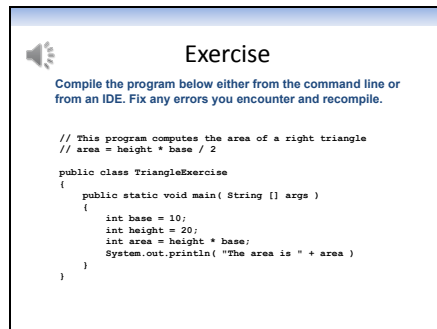 Exercise
Compile the program below either from the command line or
from an IDE. Fix any errors you encounter and recompile.
// This program computes the area of a right triangle
// area = height * base / 2
public class TriangleExercise
{
public static void main( String [] args )
{
int base = 10;
int height = 20;
int area = height * base;
System.out.println( "The area is " + area )
}
}